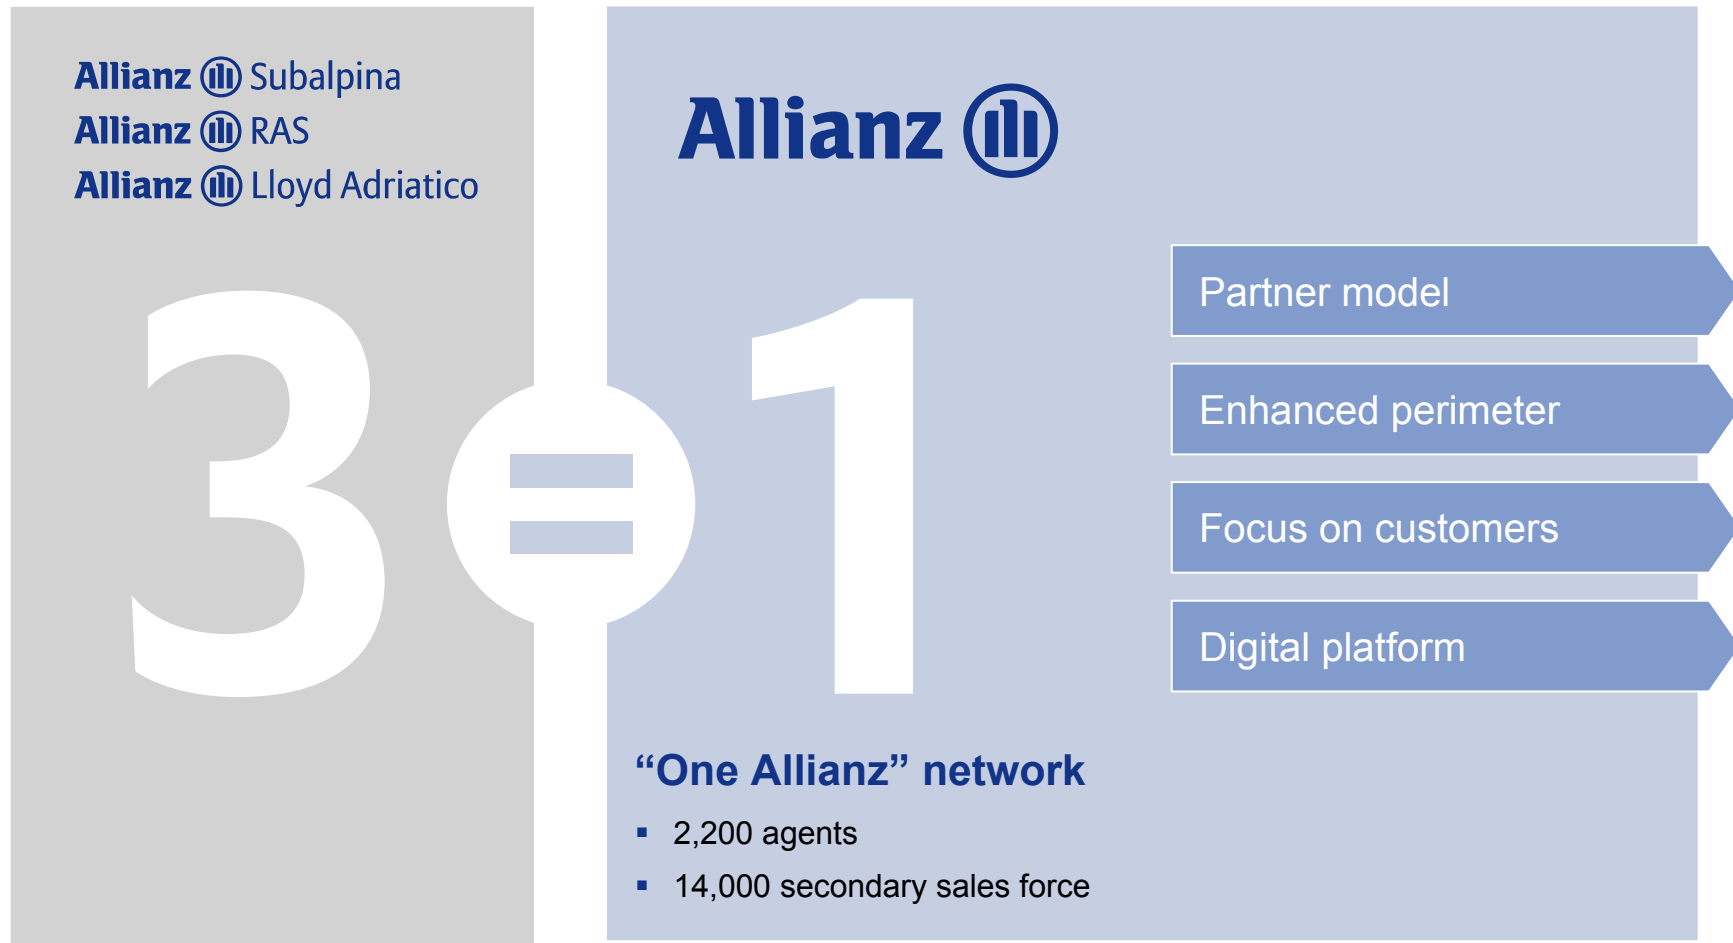 Allianz Subalpina
Allianz RAS
Allianz Lloyd Adriatico
3
=
Allianz
1
Partner model
Enhanced perimeter
Focus on customers
Digital platform
“One Allianz” network
▪ 2,200 agents
▪ 14,000 secondary sales force